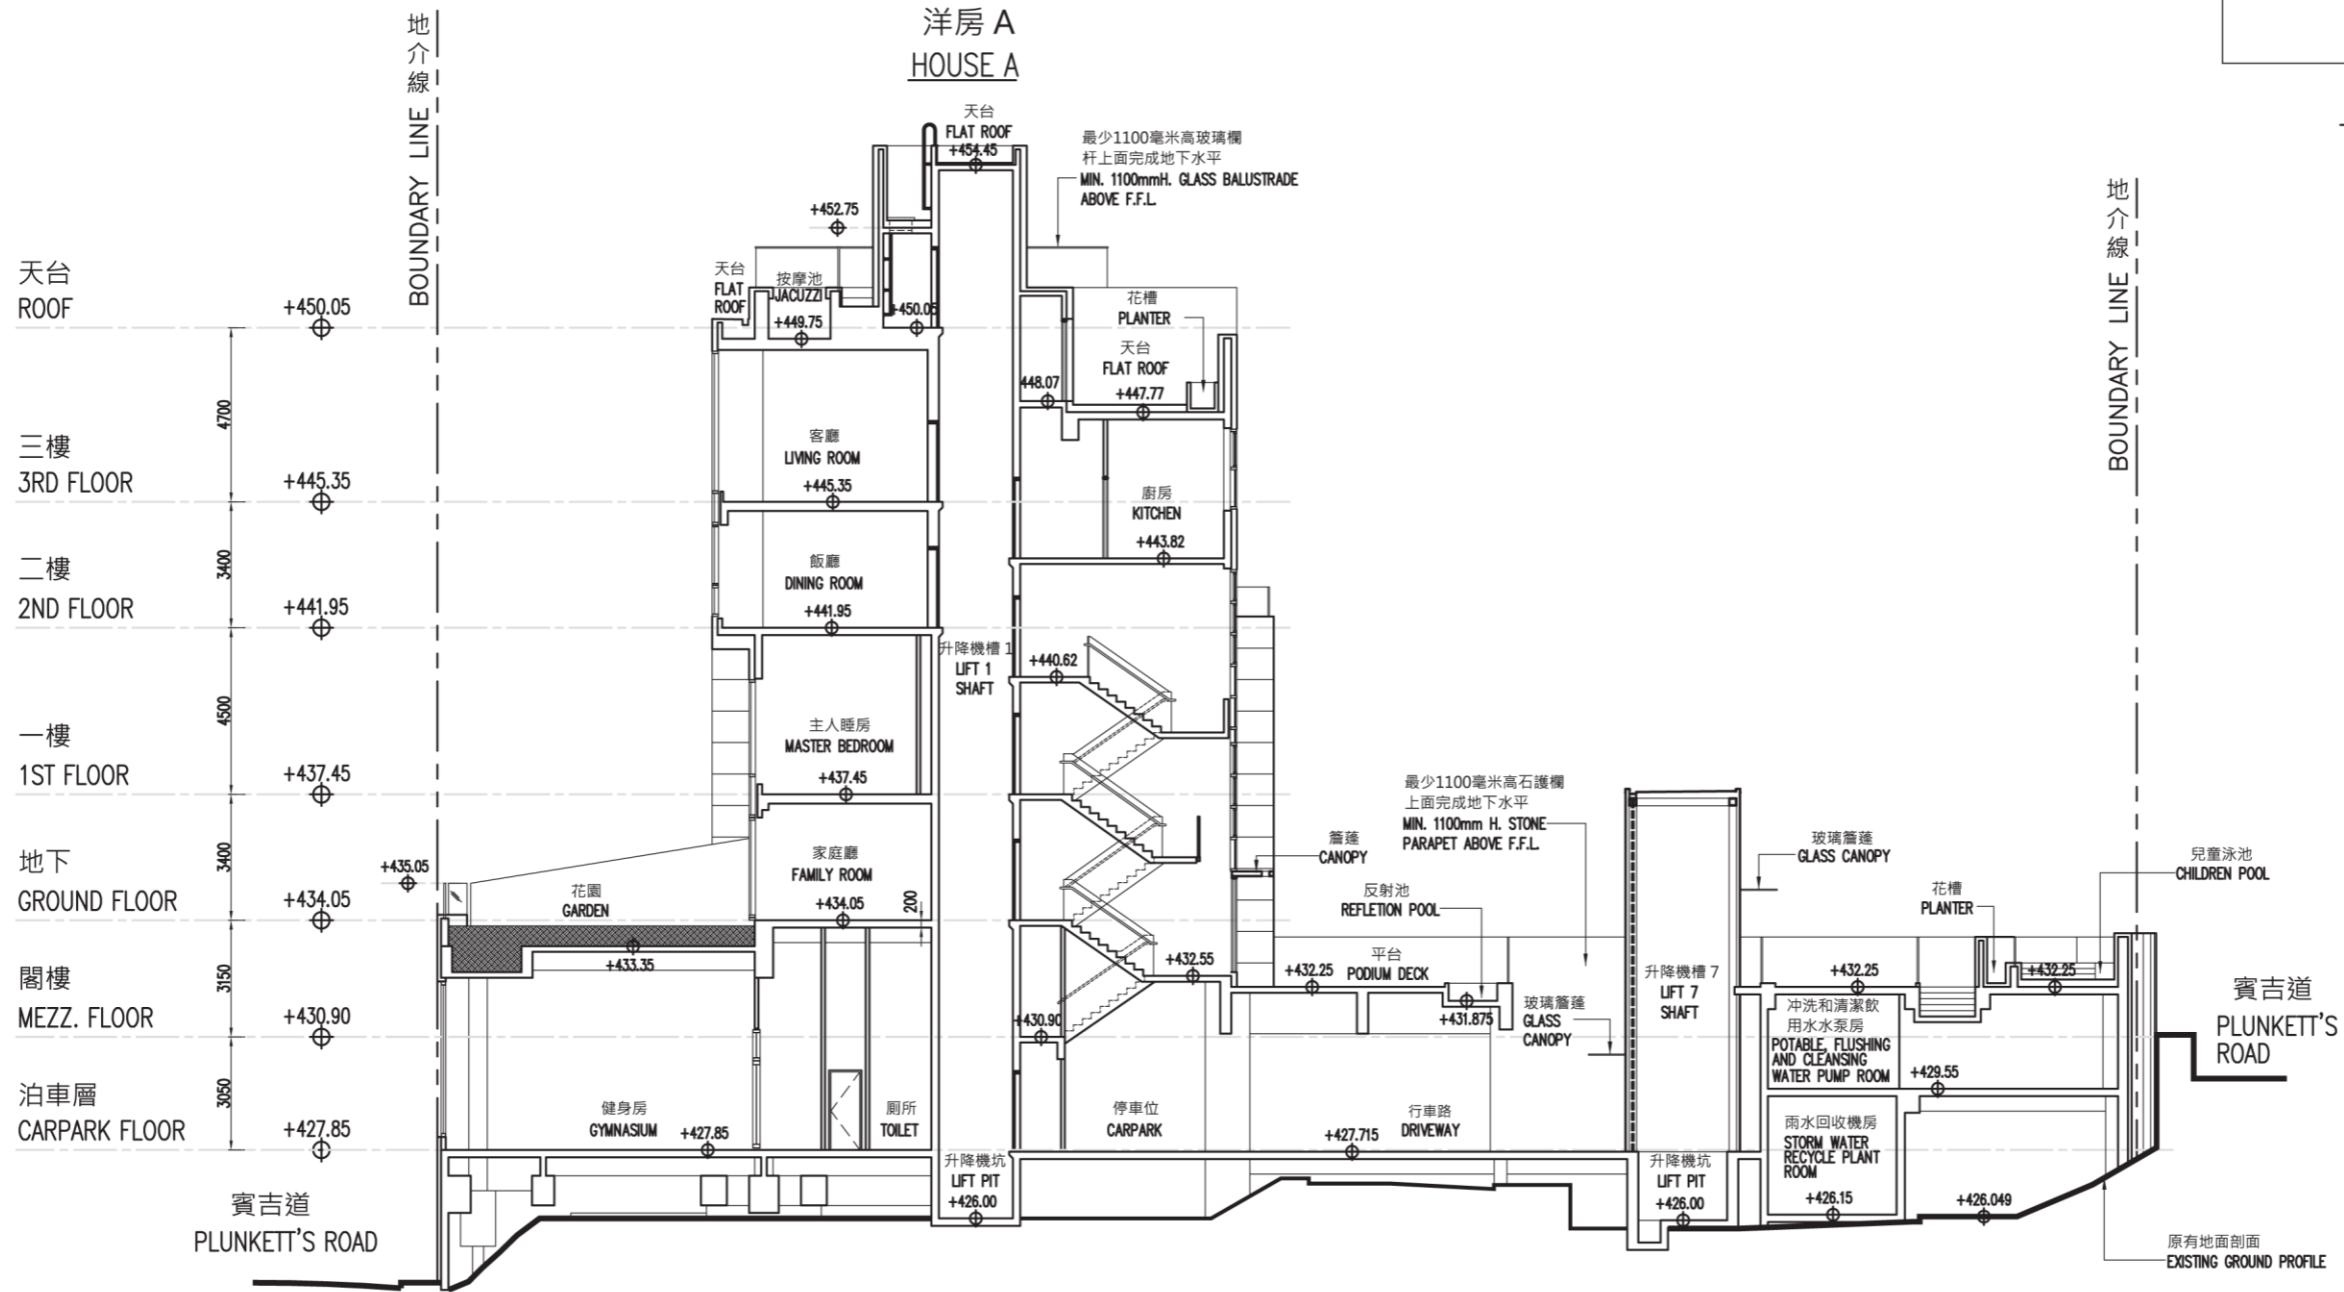 洋房 A
HOUSE A
地介線 BOUNDARY LINE
天台
FLAT ROOF
+454.45
最少1100毫米高玻璃欄
杆上面完成地下水平
MIN. 1100mmH. GLASS BALUSTRADE
ABOVE F.F.L.
+452.75
地介線 BOUNDARY LINE
天台
ROOF
+450.05
天台
FLAT
ROOF
按摩池
JACUZZI
+449.75
+450.05
花槽
PLANTER
天台
FLAT ROOF
+447.77
448.07
4700
三樓
3RD FLOOR
+445.35
客廳
LIVING ROOM
+445.35
廚房
KITCHEN
+443.82
3400
二樓
2ND FLOOR
+441.95
飯廳
DINING ROOM
+441.95
升降機槽 1
LIFT 1
SHAFT
+440.62
4500
一樓
1ST FLOOR
+437.45
主人睡房
MASTER BEDROOM
+437.45
最少1100毫米高石護欄
上面完成地下水平
MIN. 1100mm H. STONE
PARAPET ABOVE F.F.L.
簷蓬
CANOPY
玻璃簷蓬
GLASS CANOPY
兒童泳池
CHILDREN POOL
3400
地下
GROUND FLOOR
+434.05
+435.05
花園
GARDEN
+433.35
家庭廳
FAMILY ROOM
+434.05
200
反射池
REFLETION POOL
花槽
PLANTER
平台
PODIUM DECK
+432.55
+432.25
+431.875
升降機槽 7
LIFT 7
SHAFT
+432.25
+432.25
3150
閣樓
MEZZ. FLOOR
+430.90
+430.90
玻璃簷蓬
GLASS
CANOPY
冲洗和清潔飲
用水水泵房
POTABLE, FLUSHING
AND CLEANSING
WATER PUMP ROOM
+429.55
賓吉道
PLUNKETT'S
ROAD
3050
泊車層
CARPARK FLOOR
+427.85
健身房
GYMNASIUM
+427.85
厠所
TOILET
停車位
CARPARK
行車路
DRIVEWAY
+427.715
雨水回收機房
STORM WATER
RECYCLE PLANT
ROOM
+426.15
+426.049
升降機坑
LIFT PIT
+426.00
升降機坑
LIFT PIT
+426.00
賓吉道
PLUNKETT'S ROAD
原有地面剖面
EXISTING GROUND PROFILE